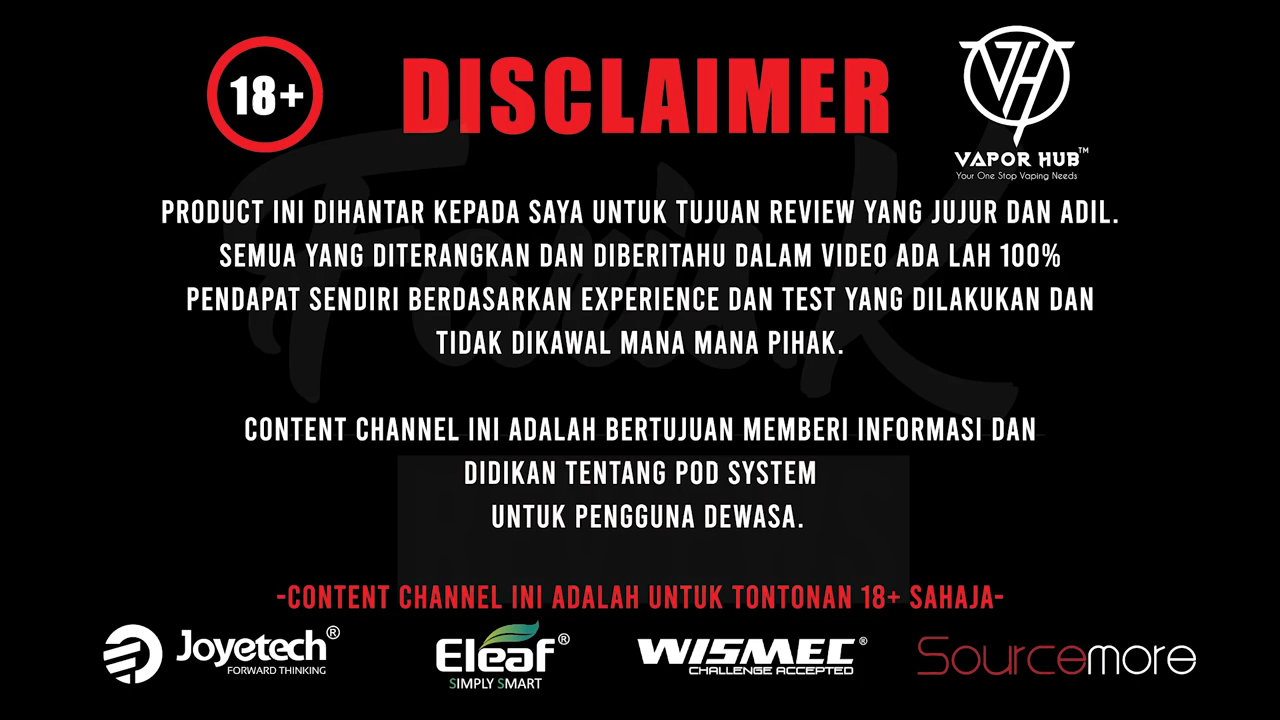 18+
DISCLAIMER
VH
VAPOR HUB™
Your One Stop Vaping Needs
PRODUCT INI DIHANTAR KEPADA SAYA UNTUK TUJUAN REVIEW YANG JUJUR DAN ADIL.
SEMUA YANG DITERANGKAN DAN DIBERITAHU DALAM VIDEO ADA LAH 100%
PENDAPAT SENDIRI BERDASARKAN EXPERIENCE DAN TEST YANG DILAKUKAN DAN
TIDAK DIKAWAL MANA MANA PIHAK.
CONTENT CHANNEL INI ADALAH BERTUJUAN MEMBERI INFORMASI DAN
DIDIKAN TENTANG POD SYSTEM
UNTUK PENGGUNA DEWASA.
-CONTENT CHANNEL INI ADALAH UNTUK TONTONAN 18+ SAHAJA-
Joyetech®
FORWARD THINKING
Eleaf®
SIMPLY SMART
WISMEC®
CHALLENGE ACCEPTED
Sourcemore